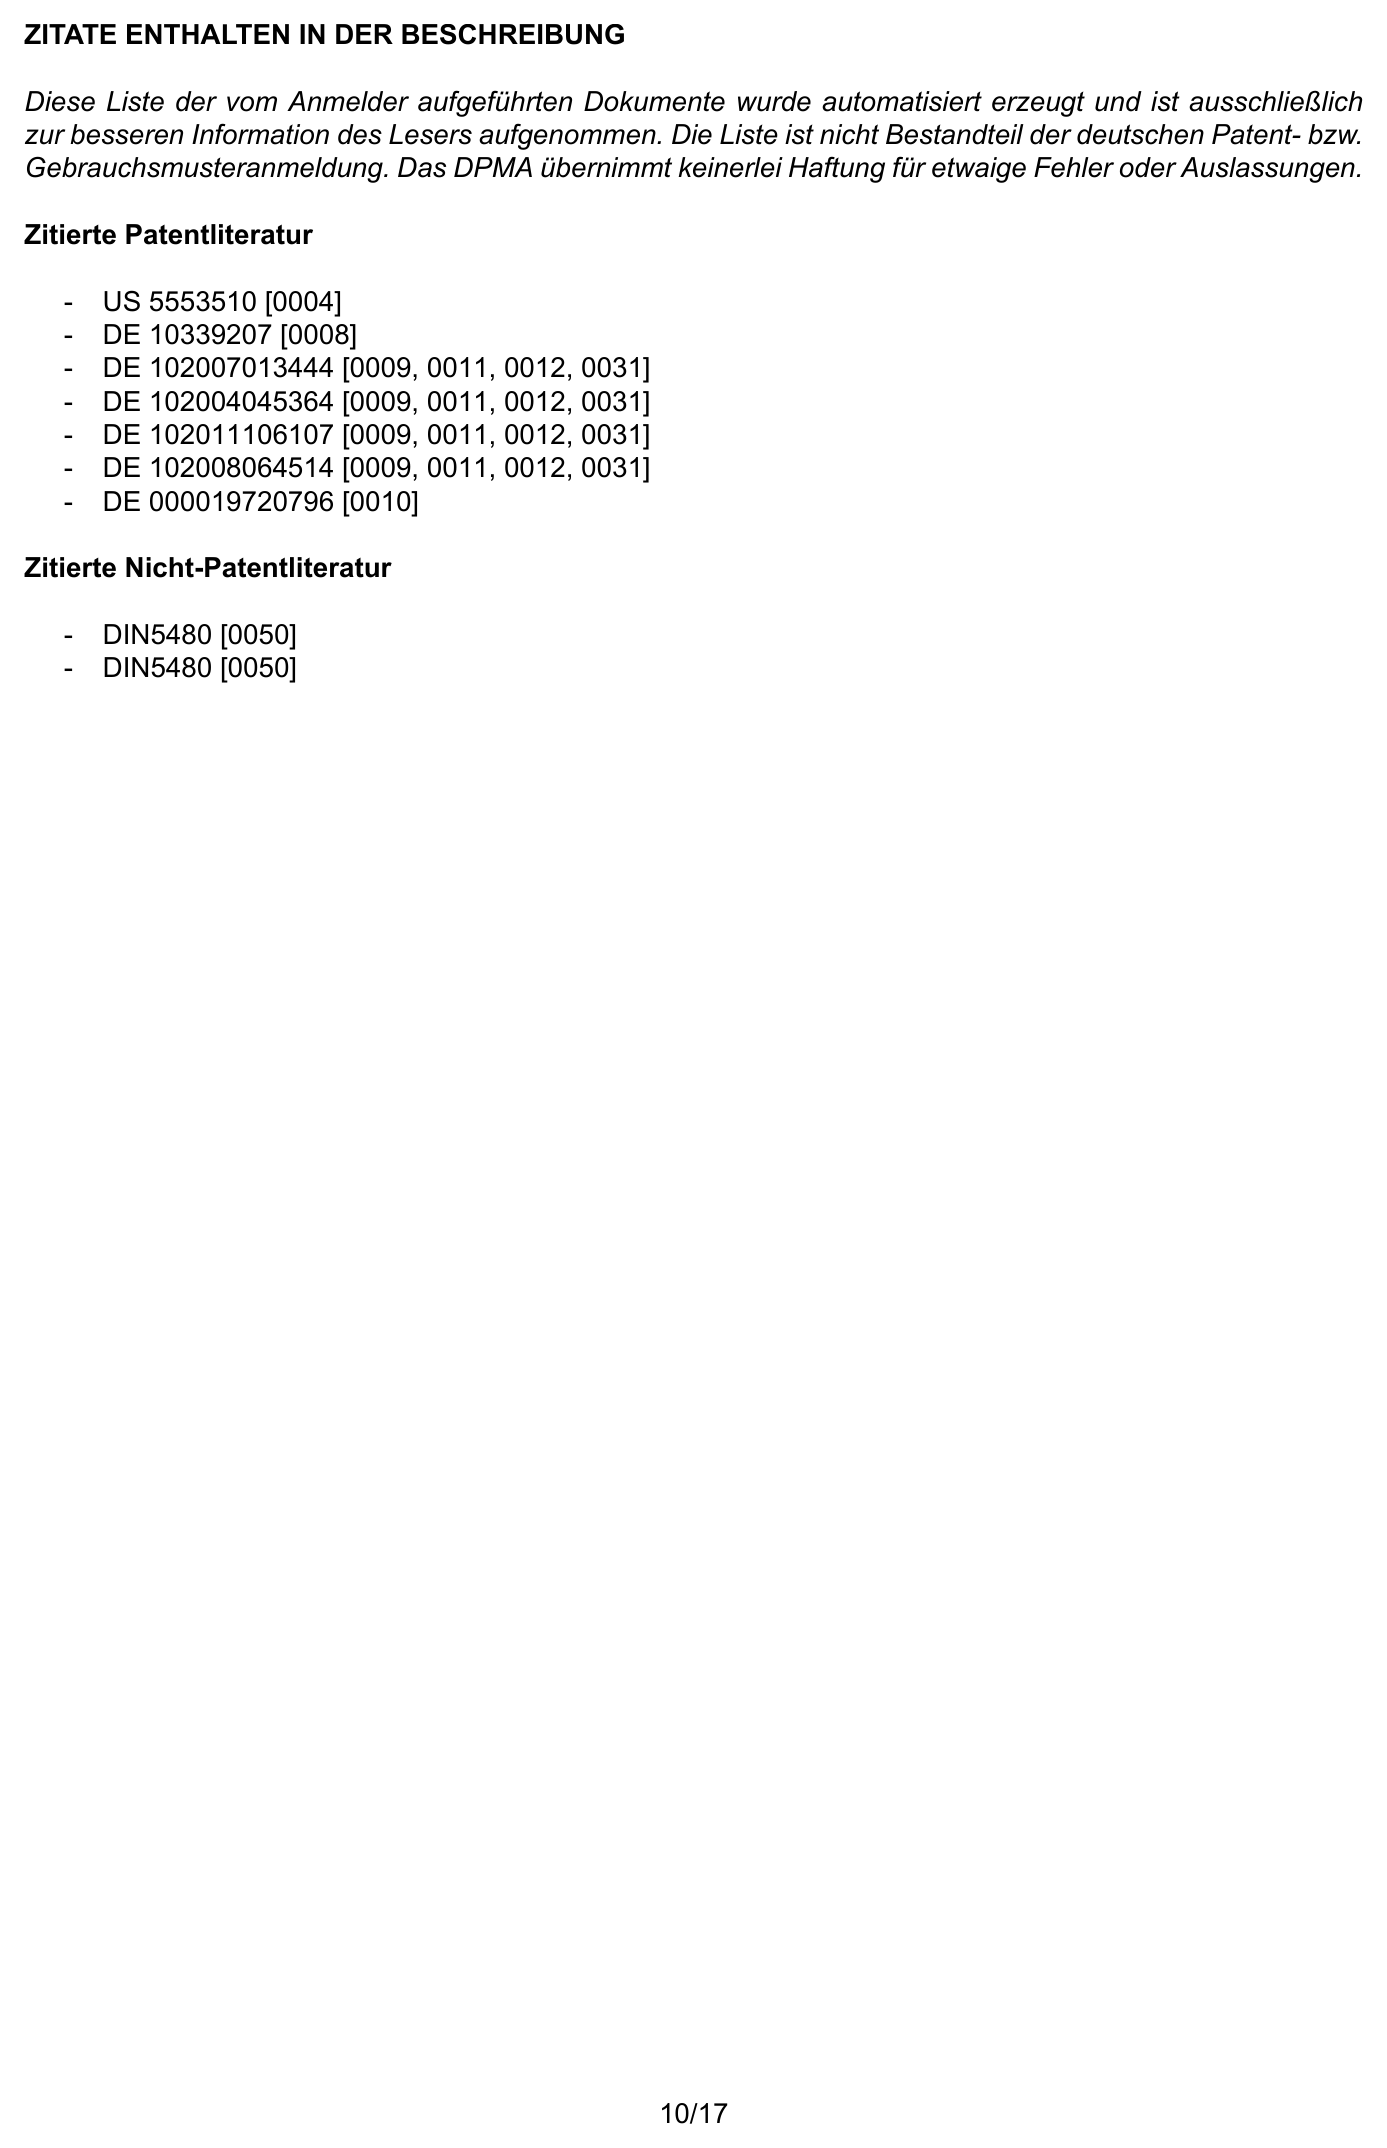 ZITATE ENTHALTEN IN DER BESCHREIBUNG
Diese Liste der vom Anmelder aufgeführten Dokumente wurde automatisiert erzeugt und ist ausschließlich
zur besseren Information des Lesers aufgenommen. Die Liste ist nicht Bestandteil der deutschen Patent- bzw.
Gebrauchsmusteranmeldung. Das DPMA übernimmt keinerlei Haftung für etwaige Fehler oder Auslassungen.
Zitierte Patentliteratur
- US 5553510 [0004]
- DE 10339207 [0008]
- DE 102007013444 [0009, 0011, 0012, 0031]
- DE 102004045364 [0009, 0011, 0012, 0031]
- DE 102011106107 [0009, 0011, 0012, 0031]
- DE 102008064514 [0009, 0011, 0012, 0031]
- DE 000019720796 [0010]
Zitierte Nicht-Patentliteratur
- DIN5480 [0050]
- DIN5480 [0050]
10/17